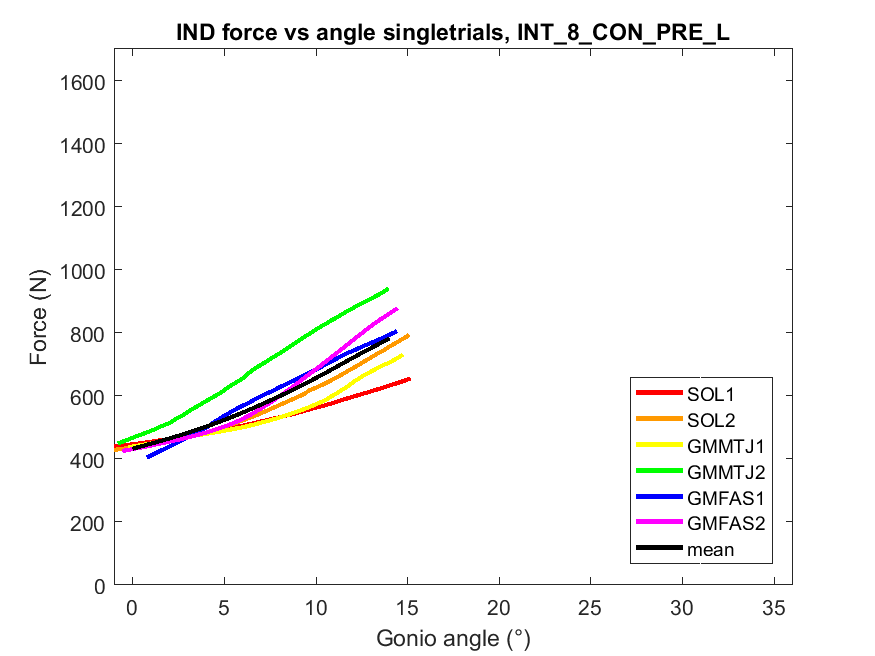 IND force vs angle singletrials, INT_8_CON_PRE_L
Force (N)
1600
1400
1200
1000
800
600
400
200
0
0 5 10 15 20 25 30 35
Gonio angle (°)
SOL1
SOL2
GMMTJ1
GMMTJ2
GMFAS1
GMFAS2
mean